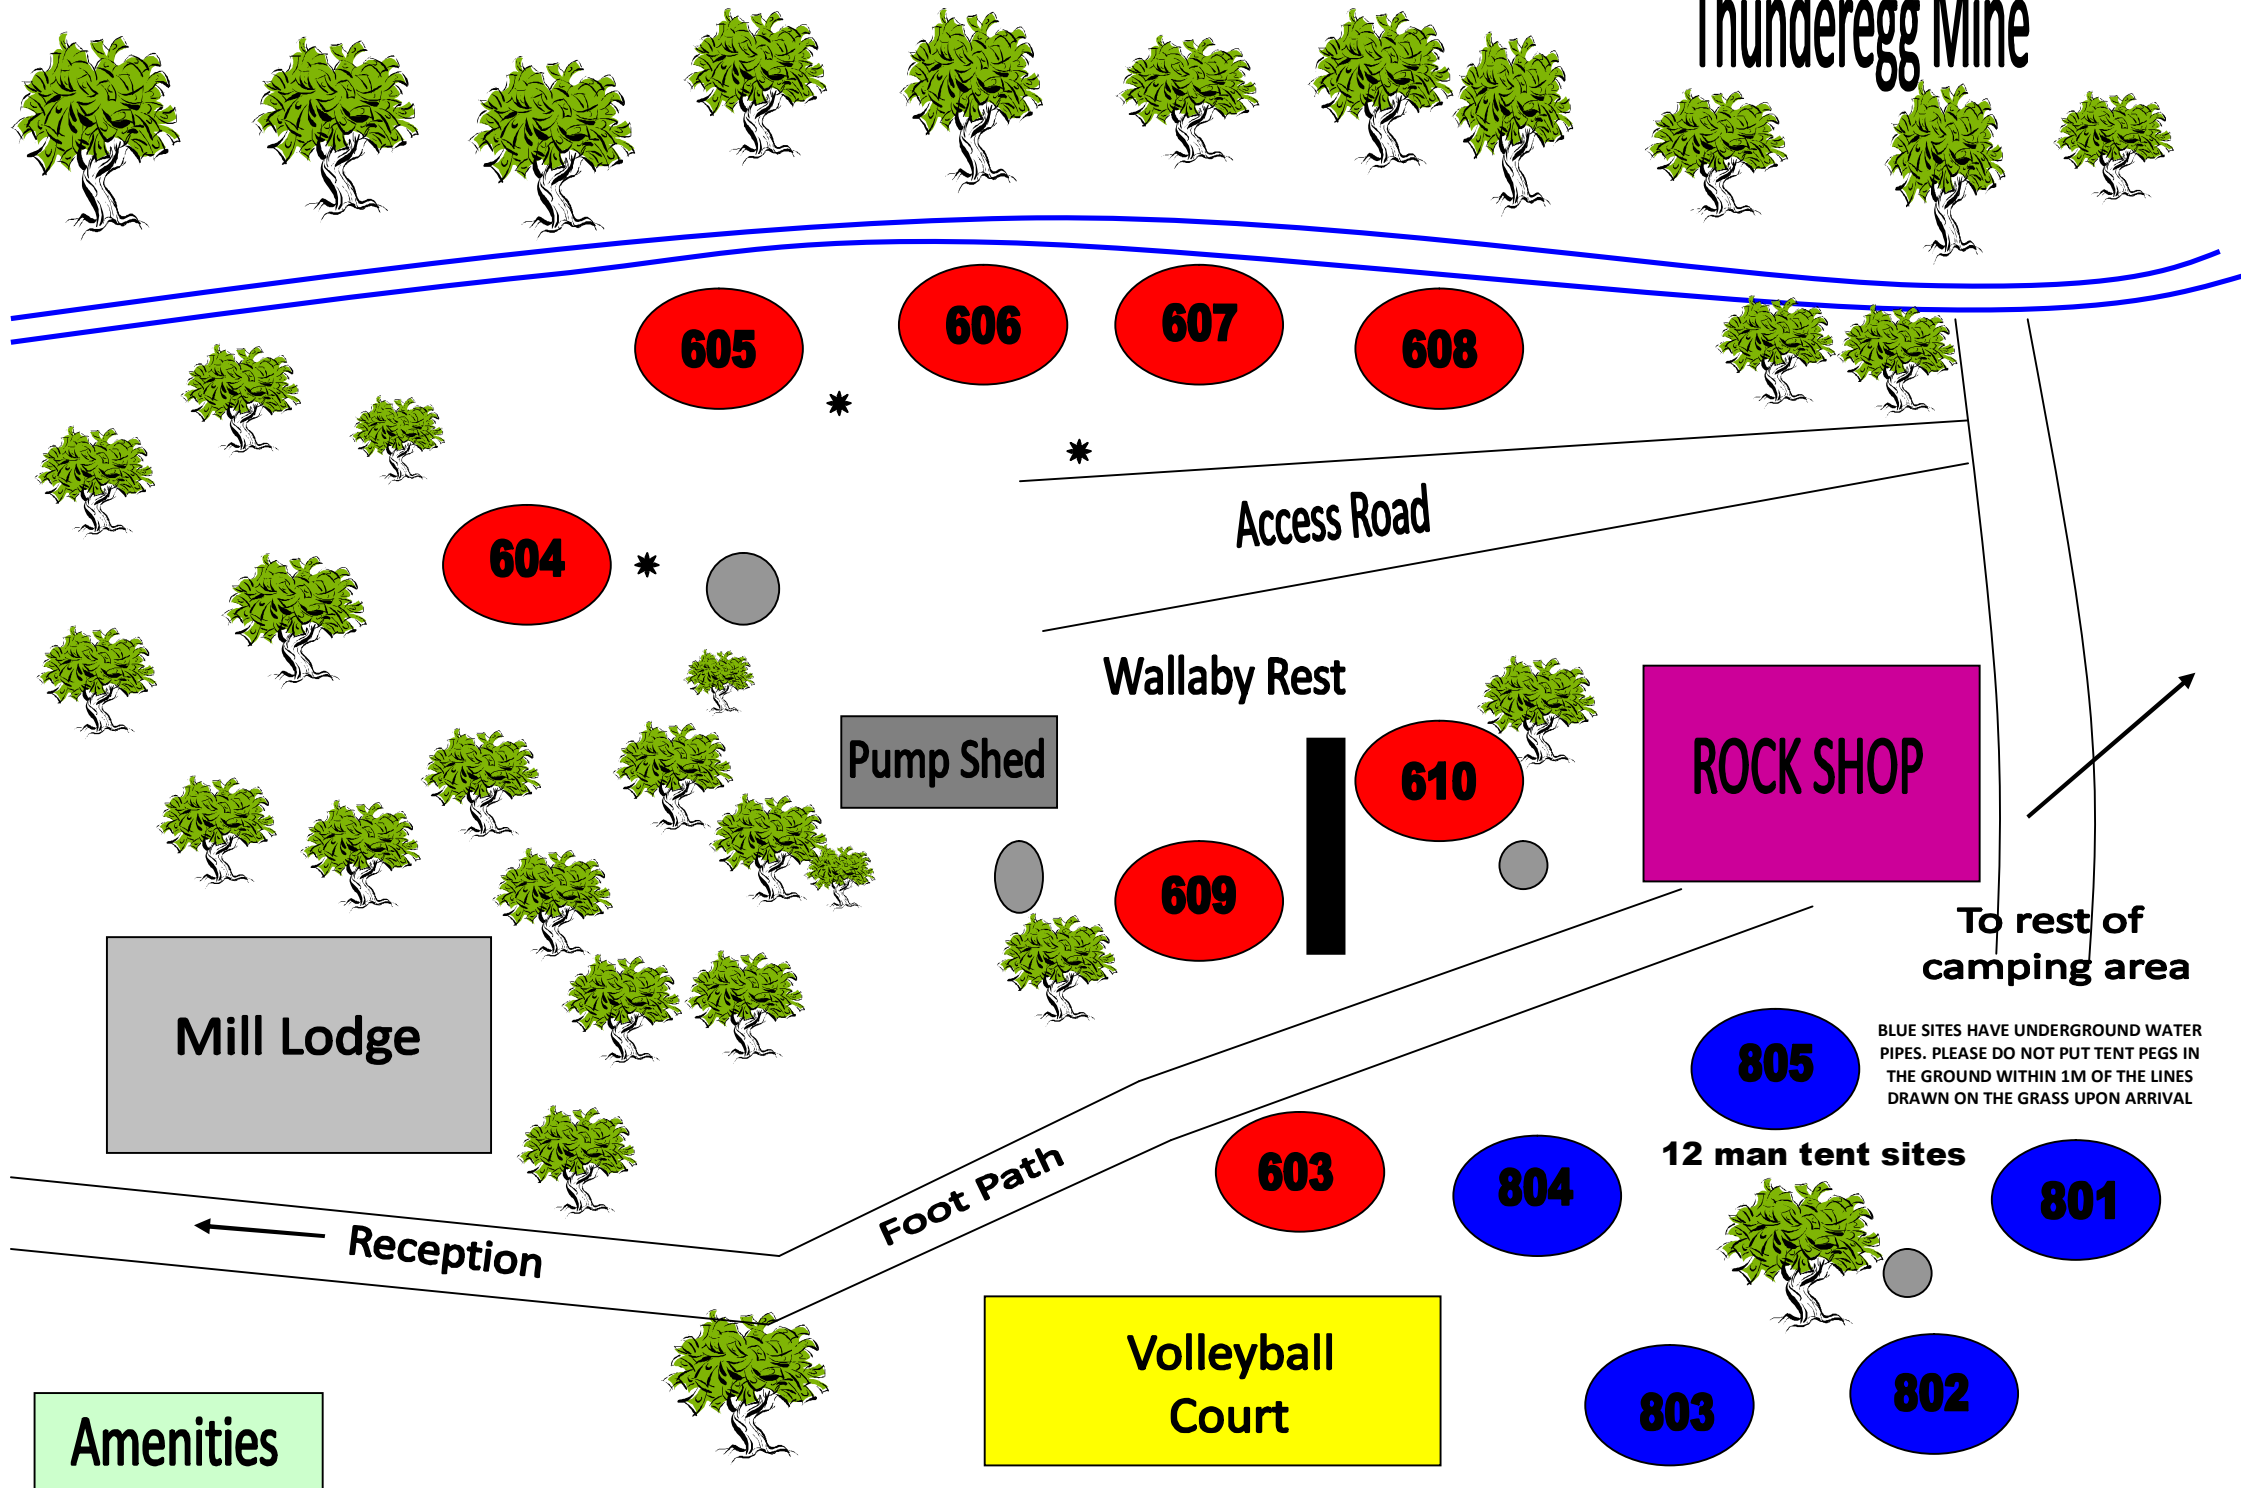 Thunderegg Mine
605
606
607
608
Access Road
604
Wallaby Rest
Pump Shed
610
ROCK SHOP
609
To rest of
camping area
Mill Lodge
805
BLUE SITES HAVE UNDERGROUND WATER
PIPES. PLEASE DO NOT PUT TENT PEGS IN
THE GROUND WITHIN 1M OF THE LINES
DRAWN ON THE GRASS UPON ARRIVAL
12 man tent sites
603
804
801
Foot Path
Reception
Volleyball
Court
803
802
Amenities